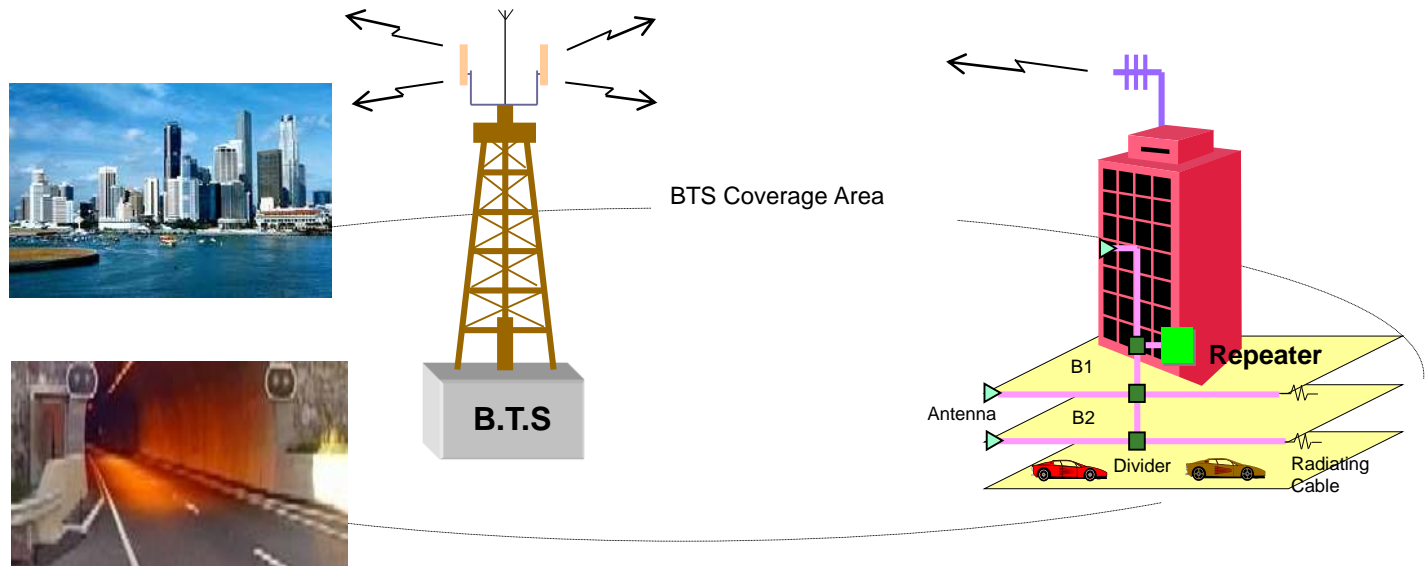 BTS Coverage Area
B.T.S
Repeater
B1
Antenna
B2
Divider
Radiating
Cable